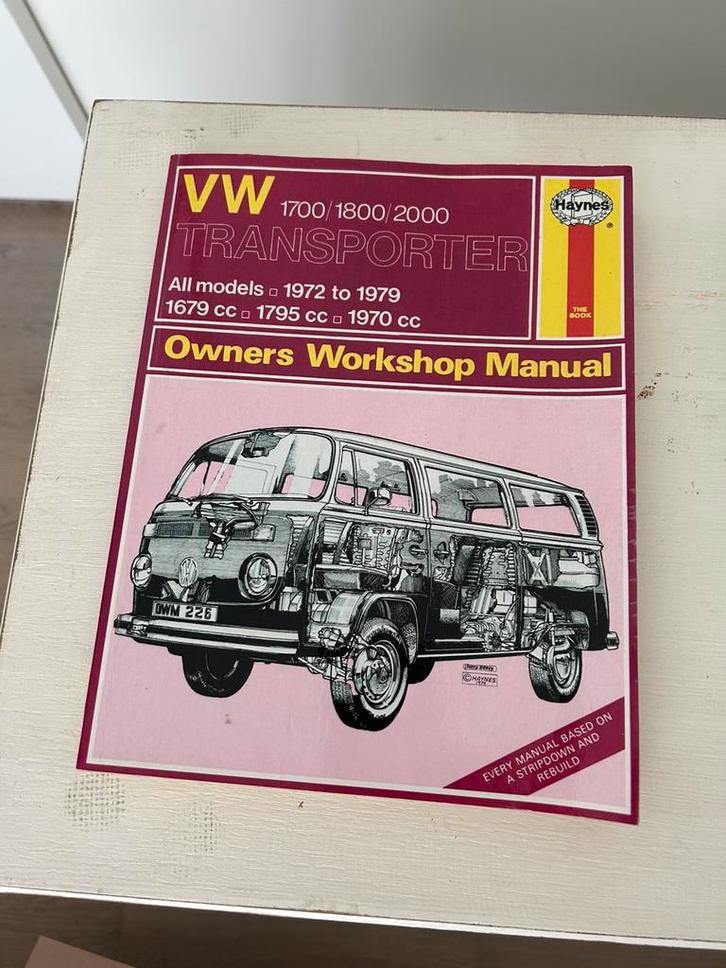 VW 1700/1800/2000
TRANSPORTER
All models □ 1972 to 1979
1679 cc □ 1795 cc □ 1970 cc
Haynes
®
THE
BOOK
Owners Workshop Manual
OWM 226
© HAYNES
EVERY MANUAL BASED ON
A STRIPDOWN AND
REBUILD